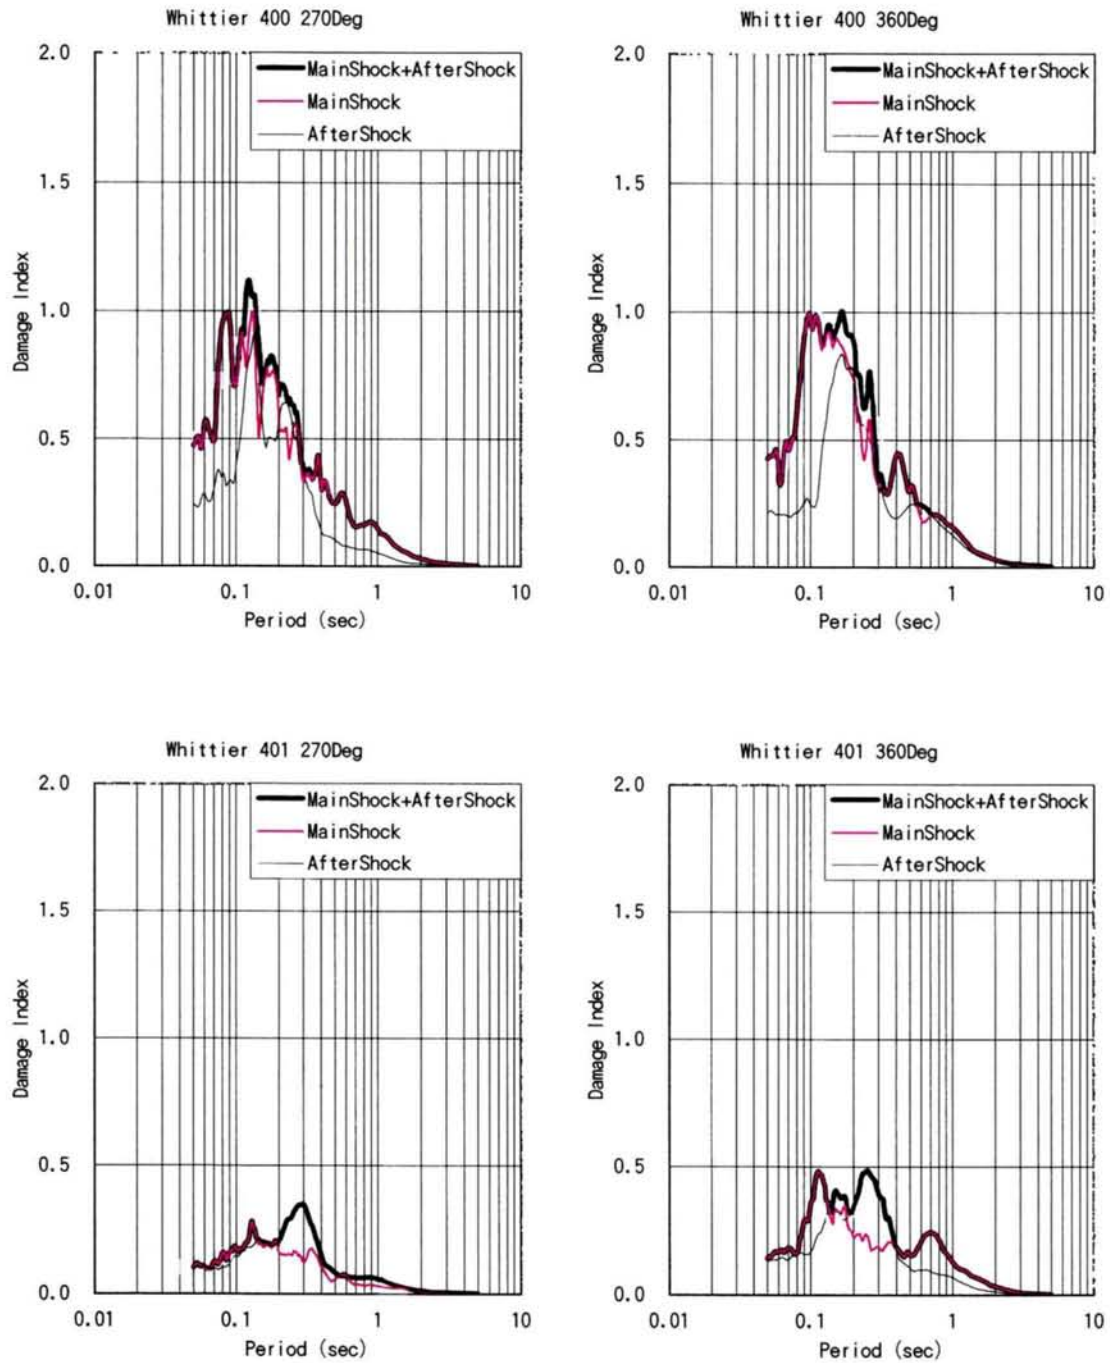 Whittier 400 270Deg
2.0
1.5
1.0
0.5
0.0
Damage Index
MainShock+AfterShock
MainShock
AfterShock
0.01 0.1 1 10
Period (sec)
Whittier 400 360Deg
2.0
1.5
1.0
0.5
0.0
Damage Index
MainShock+AfterShock
MainShock
AfterShock
0.01 0.1 1 10
Period (sec)
Whittier 401 270Deg
2.0
1.5
1.0
0.5
0.0
Damage Index
MainShock+AfterShock
MainShock
AfterShock
0.01 0.1 1 10
Period (sec)
Whittier 401 360Deg
2.0
1.5
1.0
0.5
0.0
Damage Index
MainShock+AfterShock
MainShock
AfterShock
0.01 0.1 1 10
Period (sec)